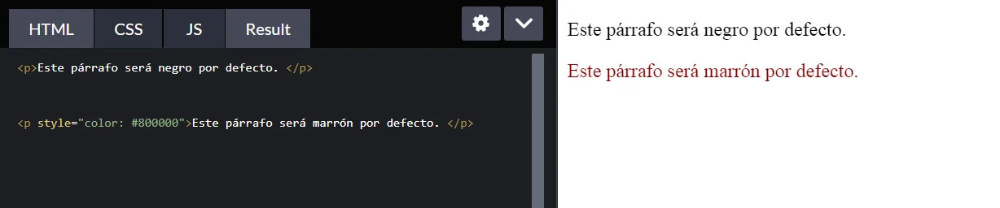 HTML CSS JS Result
<p>Este párrafo será negro por defecto. </p>
<p style="color: #800000">Este párrafo será marrón por defecto. </p>
Este párrafo será negro por defecto.
Este párrafo será marrón por defecto.